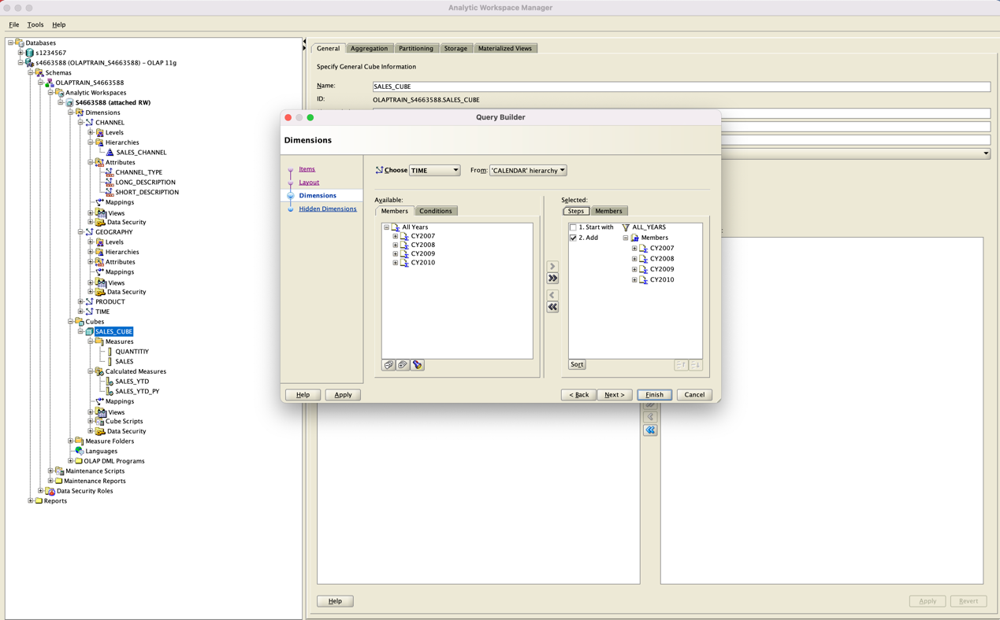 Analytic Workspace Manager
File Tools Help
Databases
s1234567
s4663588 (OLAPTRAIN_S4663588) - OLAP 11g
Schemas
OLAPTRAIN_S4663588
Analytic Workspaces
S4663588 (attached RW)
Dimensions
CHANNEL
Levels
Hierarchies
SALES_CHANNEL
Attributes
CHANNEL_TYPE
LONG_DESCRIPTION
SHORT_DESCRIPTION
Mappings
Views
Data Security
GEOGRAPHY
Levels
Hierarchies
Attributes
Mappings
Views
Data Security
PRODUCT
TIME
Cubes
SALES_CUBE
Measures
QUANTITIY
SALES
Calculated Measures
SALES_YTD
SALES_YTD_PY
Mappings
Views
Cube Scripts
Data Security
Measure Folders
Languages
OLAP DML Programs
Maintenance Scripts
Maintenance Reports
Data Security Roles
Reports
General Aggregation Partitioning Storage Materialized Views
Specify General Cube Information
Name: SALES_CUBE
ID: OLAPTRAIN_S4663588.SALES_CUBE
Query Builder
Dimensions
Items
Layout
Dimensions
Hidden Dimensions
Choose TIME From: 'CALENDAR' hierarchy
Available:
Members Conditions
All Years
CY2007
CY2008
CY2009
CY2010
Selected:
Steps Members
1. Start with ALL_YEARS
2. Add Members
CY2007
CY2008
CY2009
CY2010
Sort
Help Apply < Back Next > Finish Cancel
Help Apply Revert